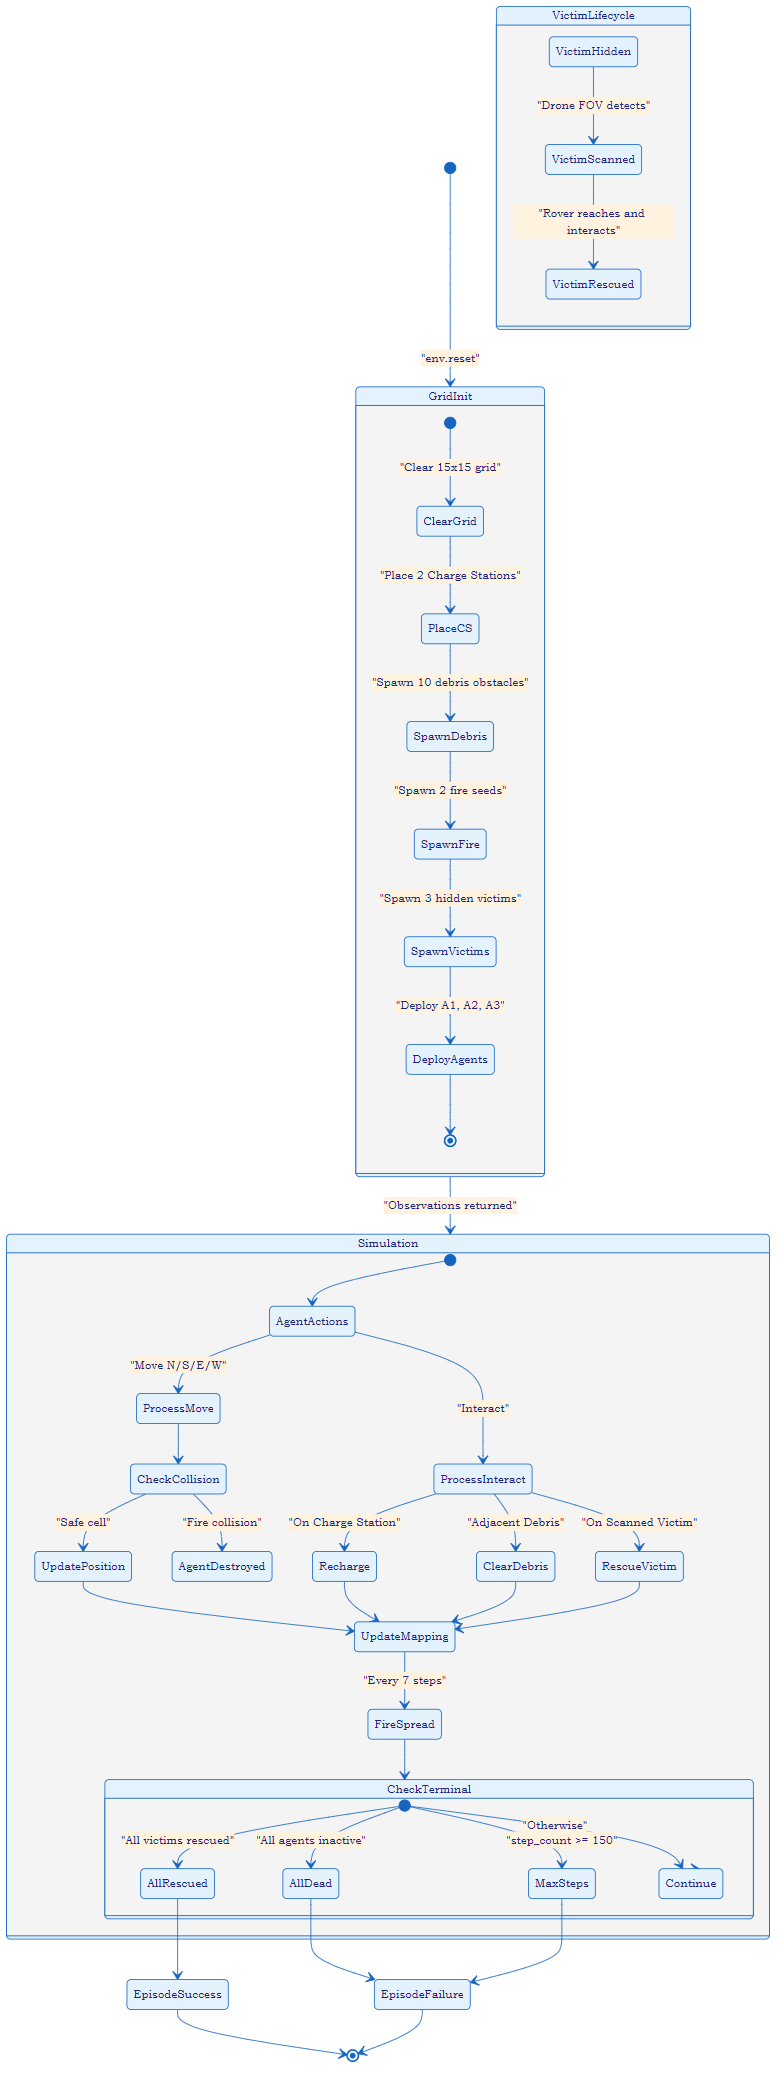 VictimLifecycle
VictimHidden
"Drone FOV detects"
VictimScanned
"Rover reaches and
interacts"
VictimRescued
"env.reset"
GridInit
"Clear 15x15 grid"
ClearGrid
"Place 2 Charge Stations"
PlaceCS
"Spawn 10 debris obstacles"
SpawnDebris
"Spawn 2 fire seeds"
SpawnFire
"Spawn 3 hidden victims"
SpawnVictims
"Deploy A1, A2, A3"
DeployAgents
"Observations returned"
Simulation
AgentActions
"Move N/S/E/W"
ProcessMove
"Interact"
CheckCollision
ProcessInteract
"Safe cell"
"Fire collision"
"On Charge Station"
"Adjacent Debris"
"On Scanned Victim"
UpdatePosition
AgentDestroyed
Recharge
ClearDebris
RescueVictim
UpdateMapping
"Every 7 steps"
FireSpread
CheckTerminal
"Otherwise"
"All victims rescued"
"All agents inactive"
"step_count >= 150"
AllRescued
AllDead
MaxSteps
Continue
EpisodeSuccess
EpisodeFailure